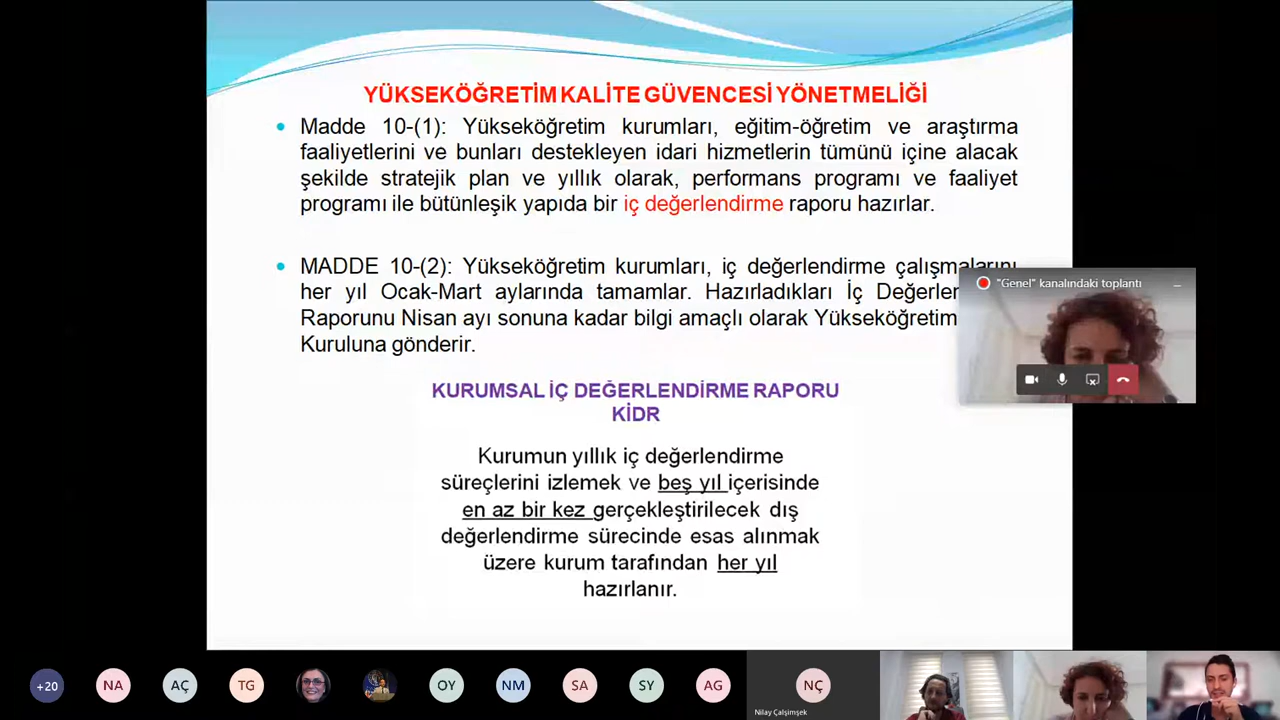 YÜKSEKÖĞRETİM KALİTE GÜVENCESİ YÖNETMELİĞİ
Madde 10-(1): Yükseköğretim kurumları, eğitim-öğretim ve araştırma
faaliyetlerini ve bunları destekleyen idari hizmetlerin tümünü içine alacak
şekilde stratejik plan ve yıllık olarak, performans programı ve faaliyet
programı ile bütünleşik yapıda bir iç değerlendirme raporu hazırlar.
MADDE 10-(2): Yükseköğretim kurumları, iç değerlendirme çalışmalarını
her yıl Ocak-Mart aylarında tamamlar. Hazırladıkları İç
Raporunu Nisan ayı sonuna kadar bilgi amaçlı olarak Yükseköğretim
Kuruluna gönderir.
"Genel" kanalındaki toplantı
KURUMSAL İÇ DEĞERLENDİRME RAPORU
KİDR
Kurumun yıllık iç değerlendirme
süreçlerini izlemek ve beş yıl içerisinde
en az bir kez gerçekleştirilecek dış
değerlendirme sürecinde esas alınmak
üzere kurum tarafından her yıl
hazırlanır.
+20 NA AÇ TG OY NM SA SY AG NÇ
Nilay Çalşimşek